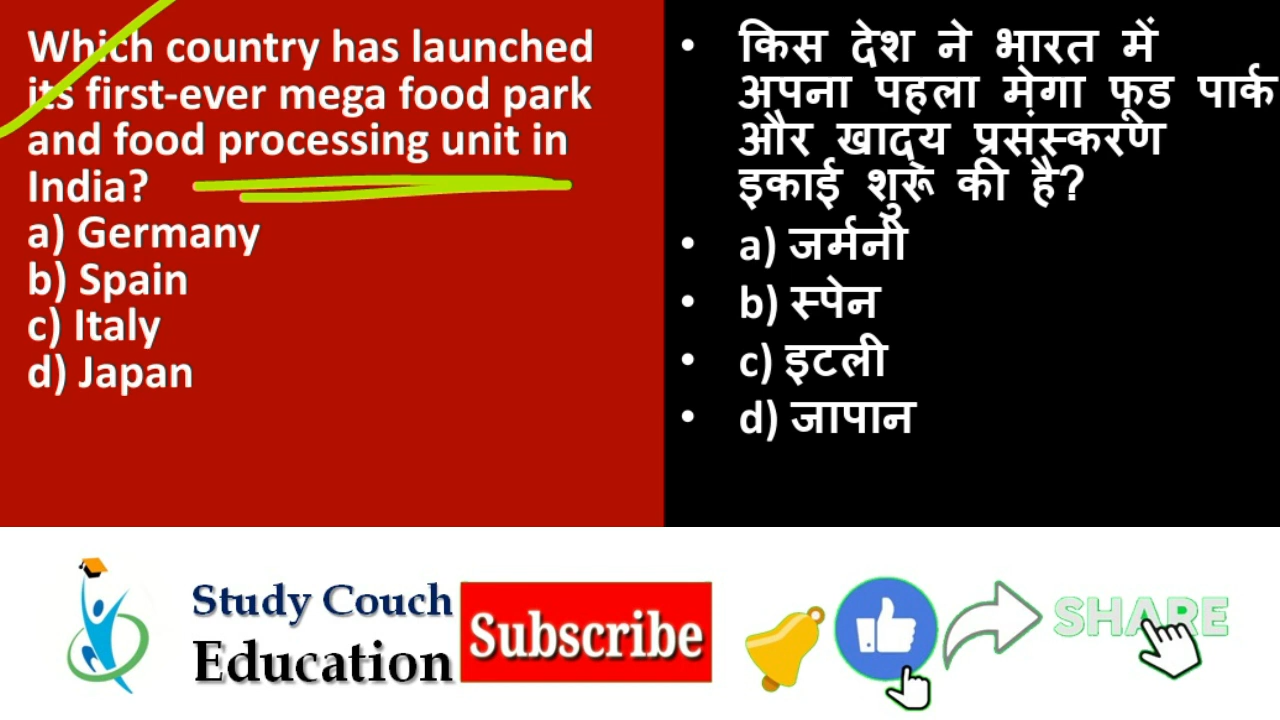 Which country has launched
its first-ever mega food park
and food processing unit in
India?
a) Germany
b) Spain
c) Italy
d) Japan
• किस देश ने भारत में
अपना पहला मेगा फूड पार्क
और खाद्य प्रसंस्करण
इकाई शुरू की है?
• a) जर्मनी
• b) स्पेन
• c) इटली
• d) जापान
Study Couch
Education
Subscribe
SHARE